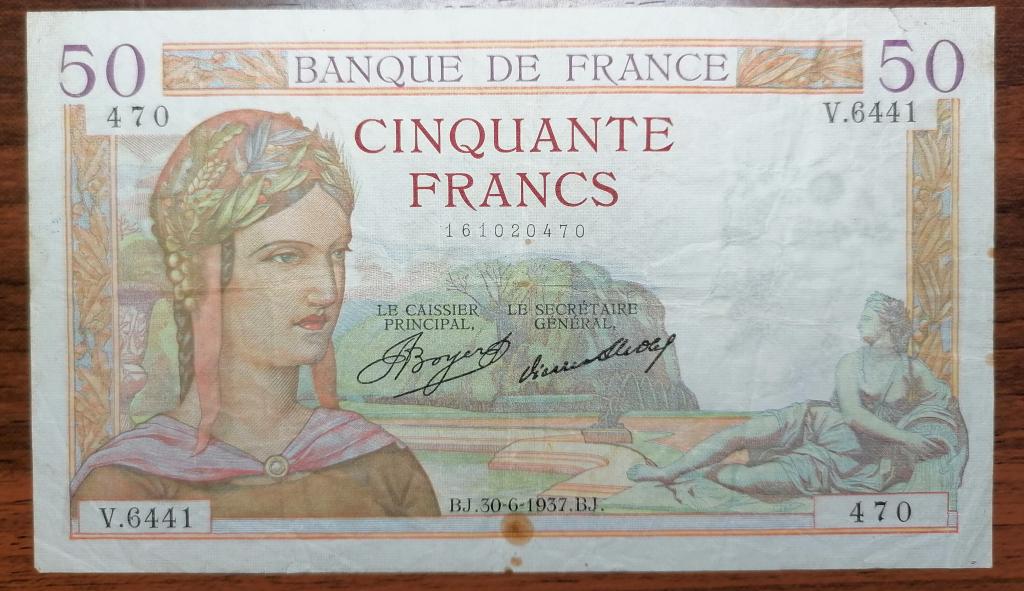 50 BANQUE DE FRANCE 50
470 V.6441
CINQUANTE
FRANCS
161020470
LE CAISSIER LE SECRÉTAIRE
PRINCIPAL, GÉNÉRAL,
Boyer
V.6441 BJ.30-6-1937.BJ. 470